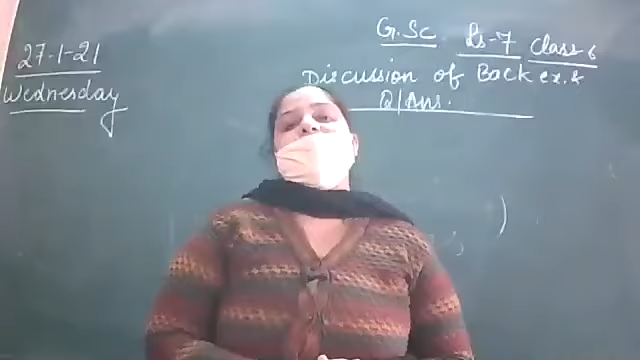 27-1-21
Wednesday
G.Sc. Ls-7 Class 6
Discussion of Back ex. &
Q/Ans.